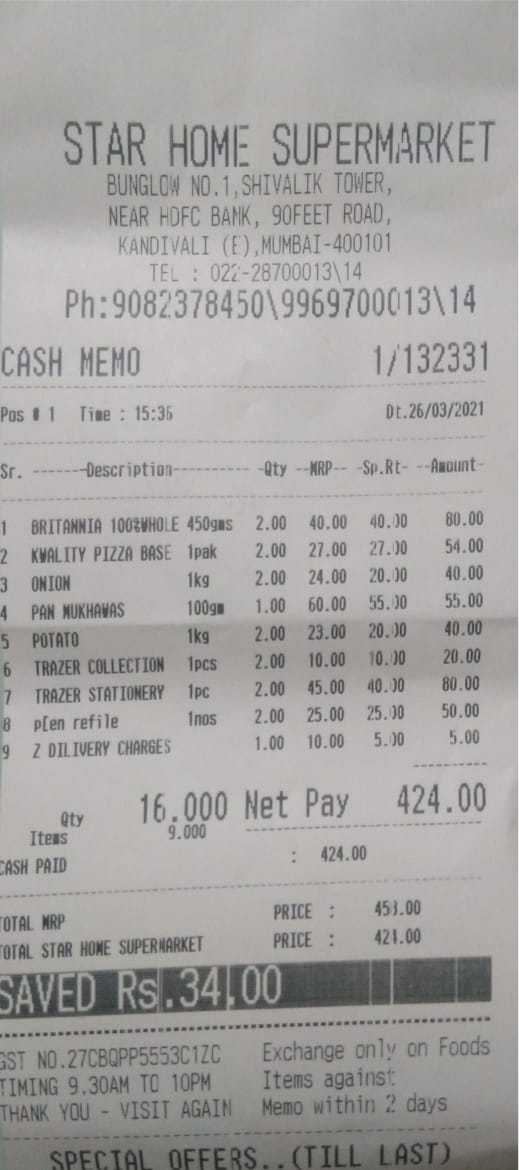 STAR HOME SUPERMARKET
BUNGLOW NO.1,SHIVALIK TOWER,
NEAR HDFC BANK, 90FEET ROAD,
KANDIVALI (E),MUMBAI-400101
TEL : 022-28700013\14
Ph:9082378450\9969700013\14
CASH MEMO 1/132331
Pos # 1 Time : 15:36 Dt.26/03/2021
Sr. -------Description--------- -Qty --MRP-- -Sp.Rt- --Amount-
1 BRITANNIA 100%WHOLE 450gms 2.00 40.00 40.00 80.00
2 KWALITY PIZZA BASE 1pak 2.00 27.00 27.00 54.00
3 ONION 1kg 2.00 24.00 20.00 40.00
4 PAN MUKHAWAS 100gm 1.00 60.00 55.00 55.00
5 POTATO 1kg 2.00 23.00 20.00 40.00
6 TRAZER COLLECTION 1pcs 2.00 10.00 10.00 20.00
7 TRAZER STATIONERY 1pc 2.00 45.00 40.00 80.00
8 p[en refile 1nos 2.00 25.00 25.00 50.00
9 Z DILIVERY CHARGES 1.00 10.00 5.00 5.00
Qty 16.000 Net Pay 424.00
Items 9.000
CASH PAID : 424.00
TOTAL MRP PRICE : 458.00
TOTAL STAR HOME SUPERMARKET PRICE : 424.00
SAVED Rs.34.00
GST NO.27CBQPP5553C1ZC Exchange only on Foods
TIMING 9.30AM TO 10PM Items against
THANK YOU - VISIT AGAIN Memo within 2 days
SPECIAL OFFERS..(TILL LAST)